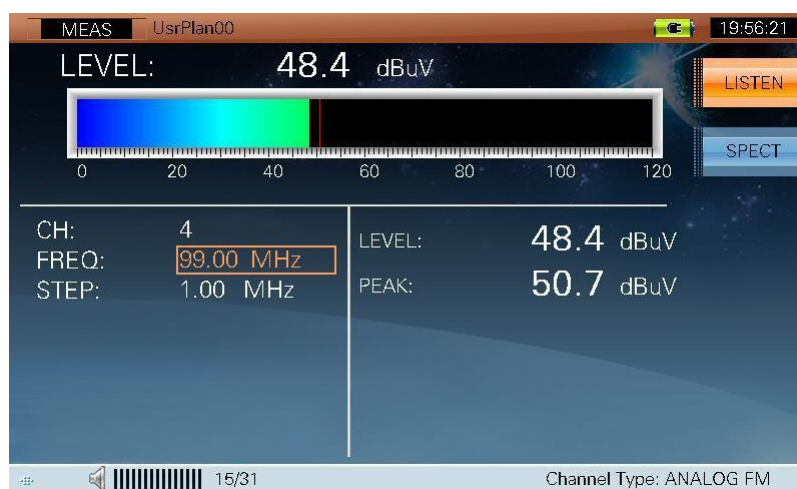 MEAS UsrPlan00 19:56:21
LEVEL: 48.4 dBuV
LISTEN
SPECT
0 20 40 60 80 100 120
CH: 4
FREQ: 99.00 MHz
STEP: 1.00 MHz
LEVEL: 48.4 dBuV
PEAK: 50.7 dBuV
15/31 Channel Type: ANALOG FM